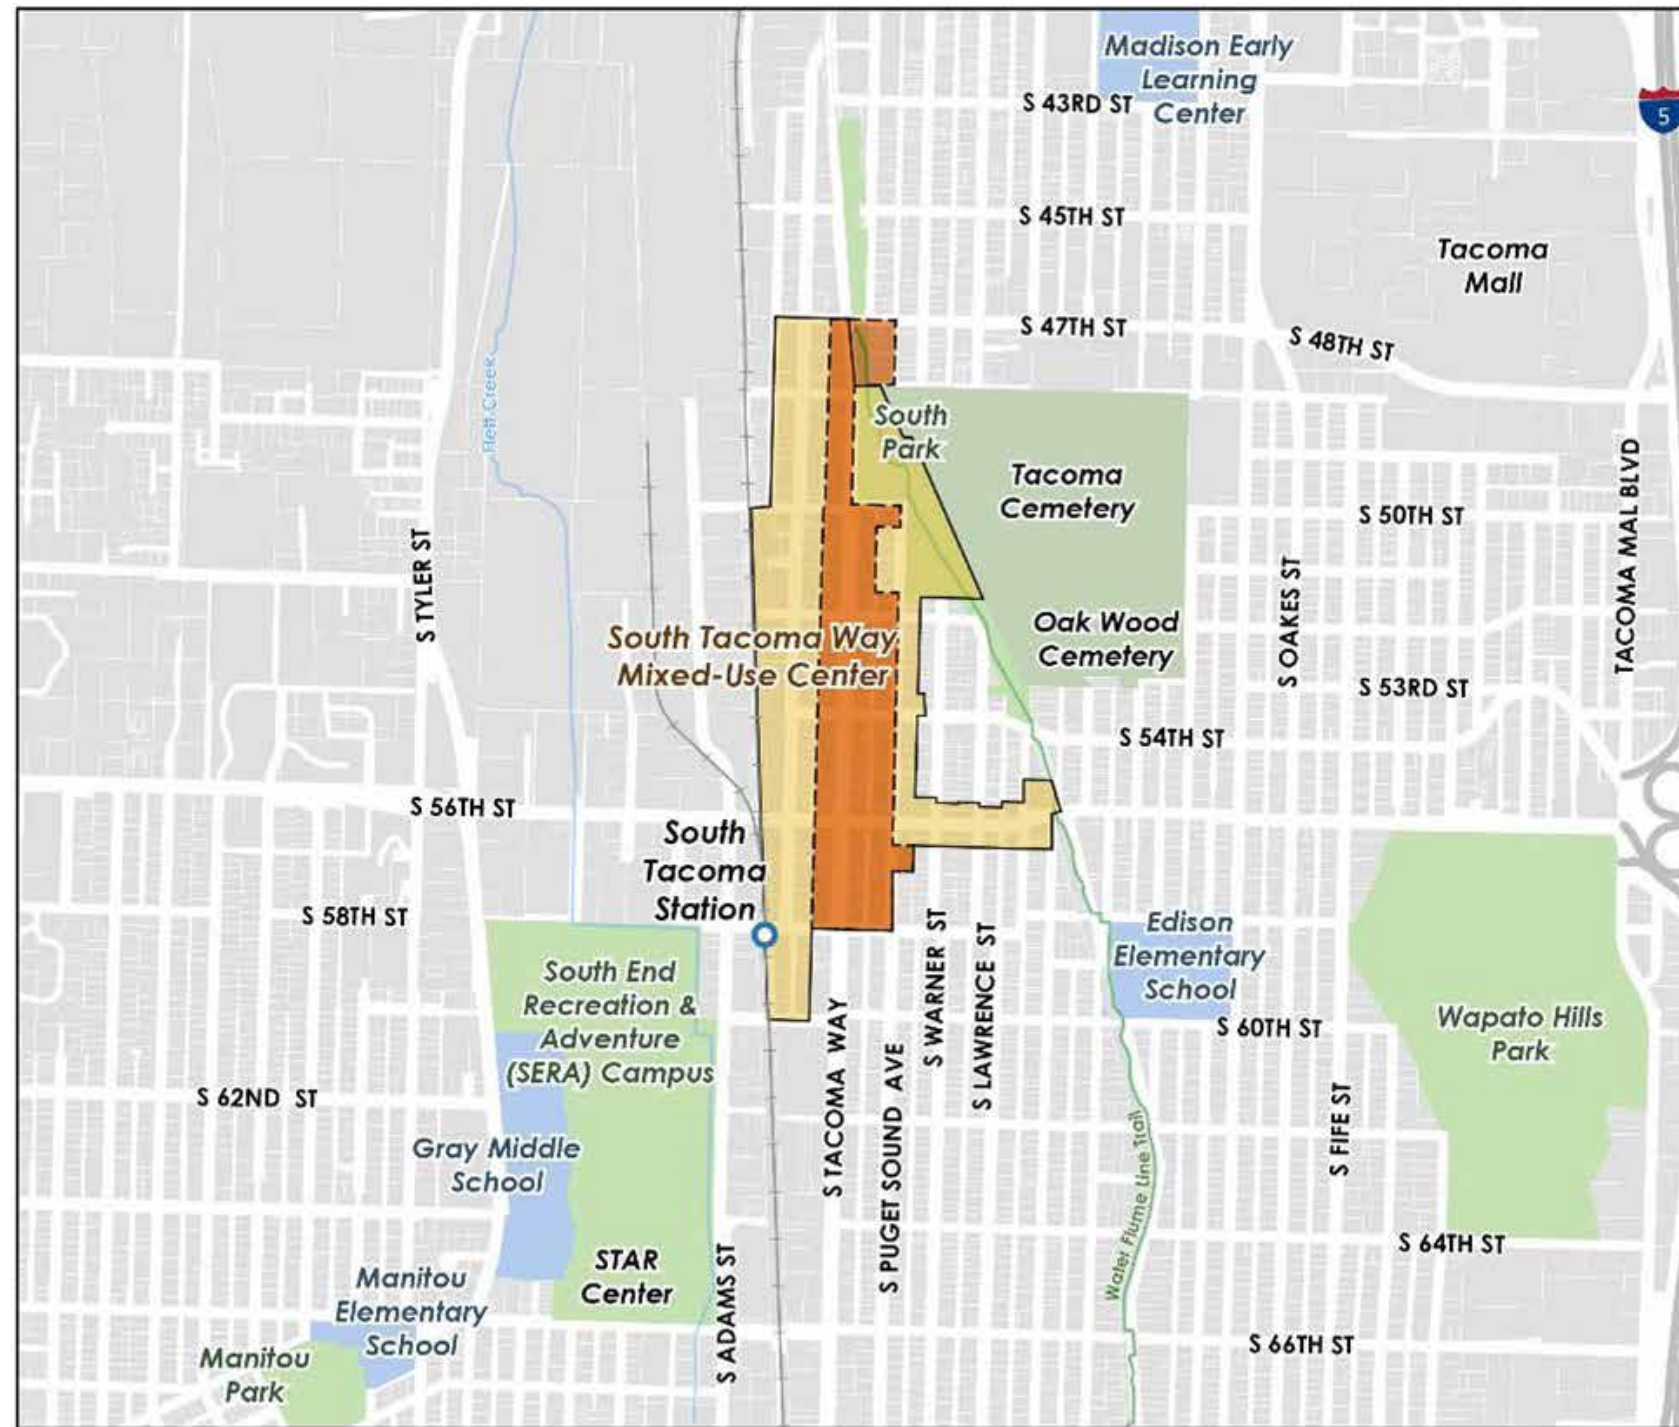 Madison Early
Learning
Center
S 43RD ST
5
S 45TH ST
Tacoma
Mall
S 47TH ST
S 48TH ST
Flett Creek
South
Park
Tacoma
Cemetery
S 50TH ST
TACOMA MAL BLVD
S TYLER ST
S OAKES ST
South Tacoma Way
Mixed-Use Center
Oak Wood
Cemetery
S 53RD ST
S 54TH ST
S 56TH ST
South
Tacoma
Station
S 58TH ST
S WARNER ST
S LAWRENCE ST
Edison
Elementary
School
South End
Recreation &
Adventure
(SERA) Campus
S TACOMA WAY
S PUGET SOUND AVE
S 60TH ST
Wapato Hills
Park
S 62ND ST
S FIFE ST
Gray Middle
School
Water Flume Line Trail
S 64TH ST
STAR
Center
S ADAMS ST
Manitou
Elementary
School
S 66TH ST
Manitou
Park